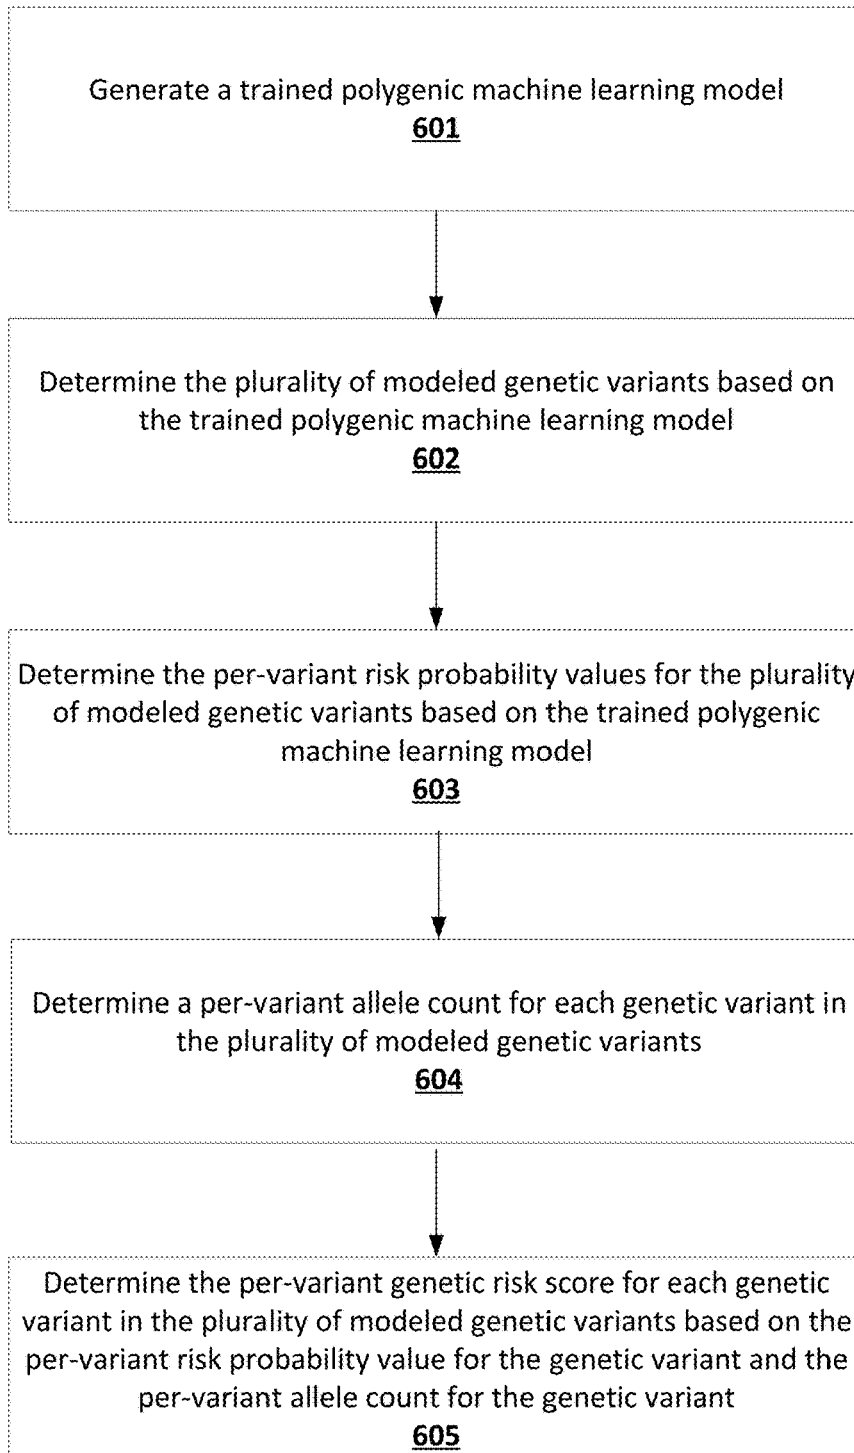 Generate a trained polygenic machine learning model
601
Determine the plurality of modeled genetic variants based on
the trained polygenic machine learning model
602
Determine the per-variant risk probability values for the plurality
of modeled genetic variants based on the trained polygenic
machine learning model
603
Determine a per-variant allele count for each genetic variant in
the plurality of modeled genetic variants
604
Determine the per-variant genetic risk score for each genetic
variant in the plurality of modeled genetic variants based on the
per-variant risk probability value for the genetic variant and the
per-variant allele count for the genetic variant
605